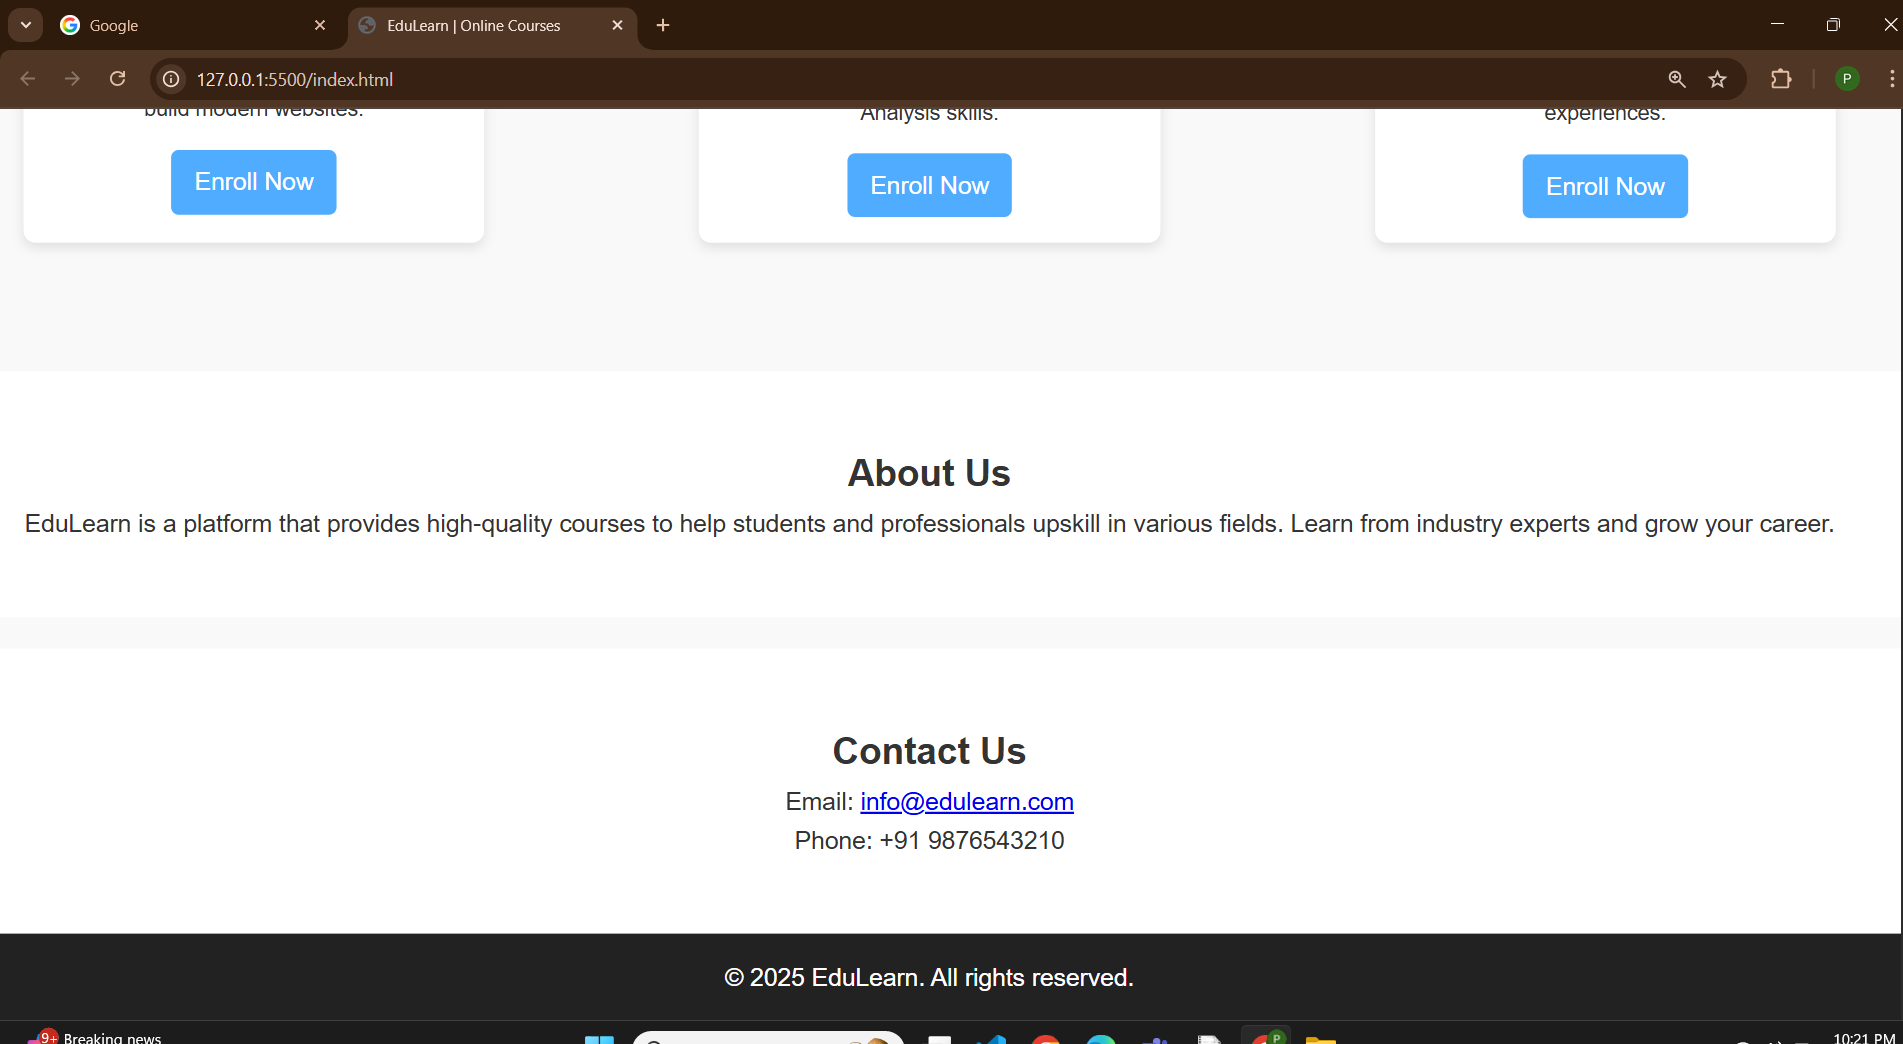 Google
EduLearn | Online Courses
127.0.0.1:5500/index.html
P
build modern websites.
Analysis skills.
experiences.
Enroll Now
Enroll Now
Enroll Now
About Us
EduLearn is a platform that provides high-quality courses to help students and professionals upskill in various fields. Learn from industry experts and grow your career.
Contact Us
Email: info@edulearn.com
Phone: +91 9876543210
© 2025 EduLearn. All rights reserved.
9+
Breaking news
P
10:21 PM